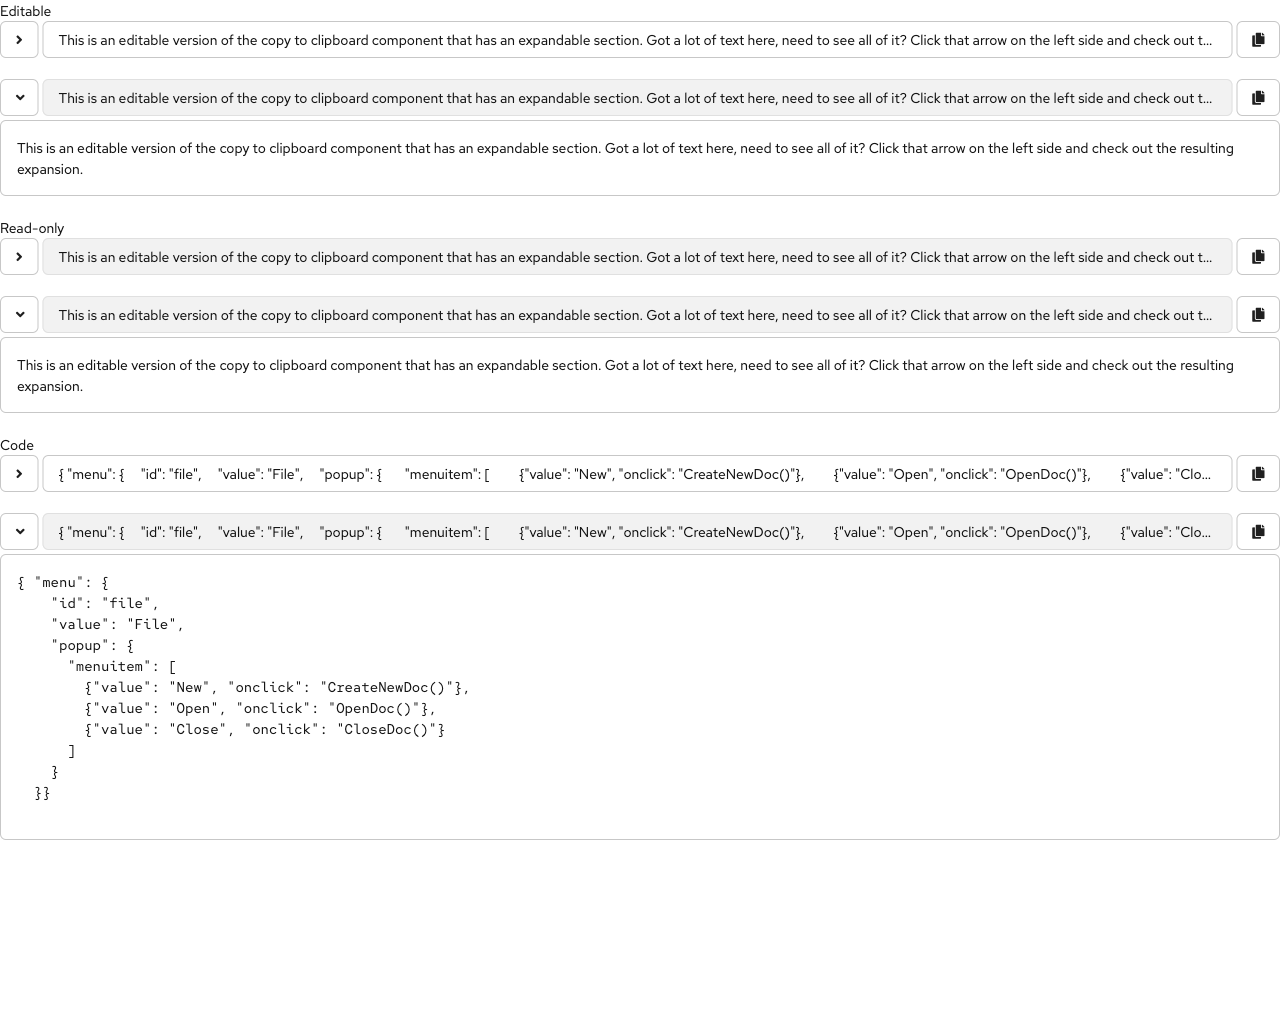 Editable
This is an editable version of the copy to clipboard component that has an expandable section. Got a lot of text here, need to see all of it? Click that arrow on the left side and check out t...
This is an editable version of the copy to clipboard component that has an expandable section. Got a lot of text here, need to see all of it? Click that arrow on the left side and check out t...
This is an editable version of the copy to clipboard component that has an expandable section. Got a lot of text here, need to see all of it? Click that arrow on the left side and check out the resulting
expansion.
Read-only
This is an editable version of the copy to clipboard component that has an expandable section. Got a lot of text here, need to see all of it? Click that arrow on the left side and check out t...
This is an editable version of the copy to clipboard component that has an expandable section. Got a lot of text here, need to see all of it? Click that arrow on the left side and check out t...
This is an editable version of the copy to clipboard component that has an expandable section. Got a lot of text here, need to see all of it? Click that arrow on the left side and check out the resulting
expansion.
Code
{ "menu": {     "id": "file",     "value": "File",     "popup": {       "menuitem": [         {"value": "New", "onclick": "CreateNewDoc()"},         {"value": "Open", "onclick": "OpenDoc()"},         {"value": "Clo...
{ "menu": {     "id": "file",     "value": "File",     "popup": {       "menuitem": [         {"value": "New", "onclick": "CreateNewDoc()"},         {"value": "Open", "onclick": "OpenDoc()"},         {"value": "Clo...
{ "menu": {
    "id": "file",
    "value": "File",
    "popup": {
      "menuitem": [
        {"value": "New", "onclick": "CreateNewDoc()"},
        {"value": "Open", "onclick": "OpenDoc()"},
        {"value": "Close", "onclick": "CloseDoc()"}
      ]
    }
  }}